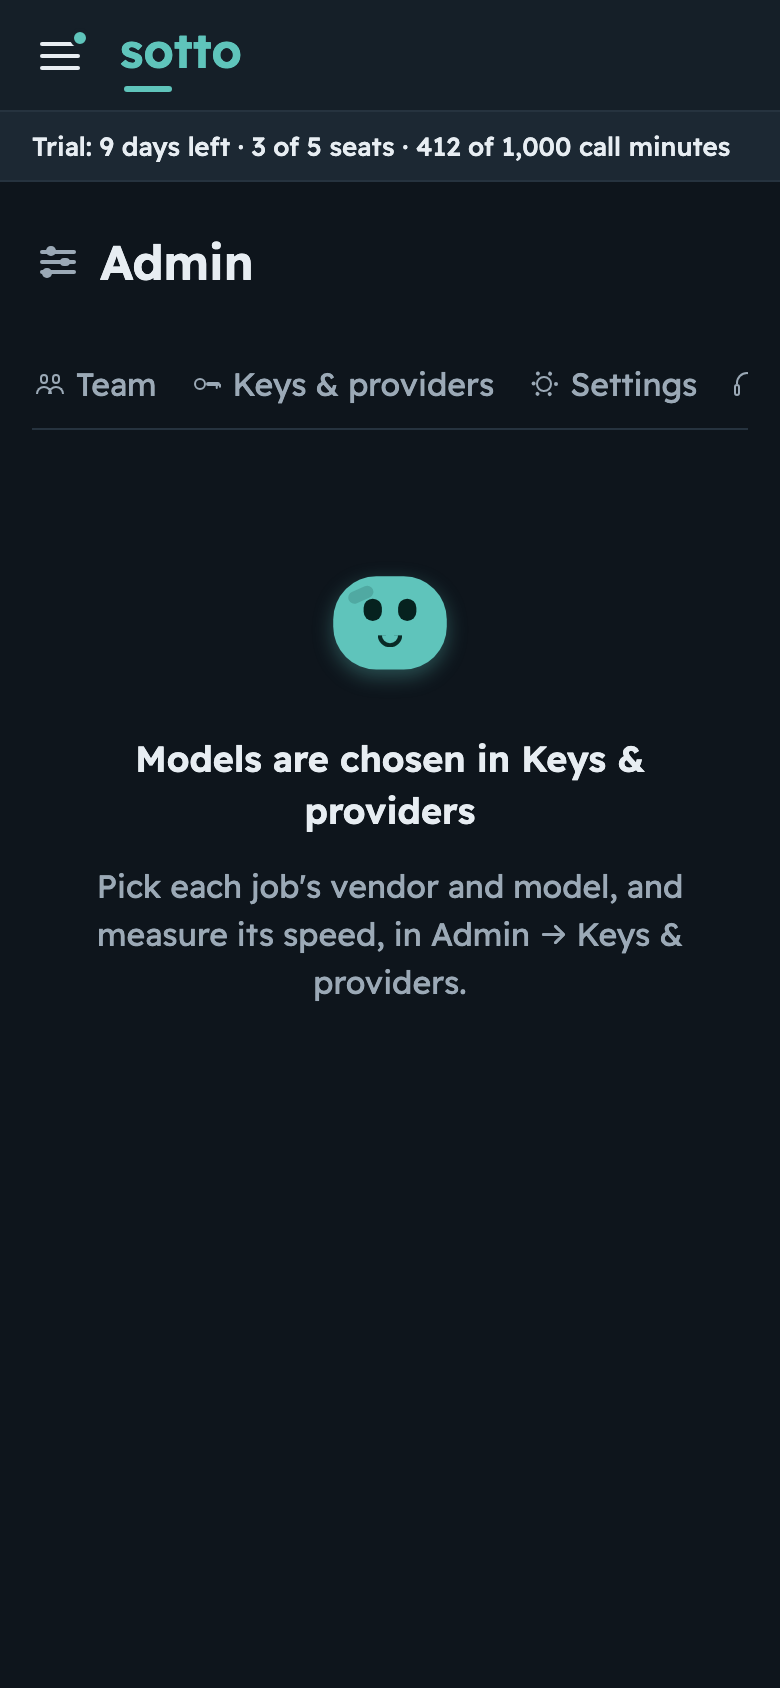 sotto
Trial: 9 days left · 3 of 5 seats · 412 of 1,000 call minutes
Admin
Team Keys & providers Settings
Models are chosen in Keys &
providers
Pick each job's vendor and model, and
measure its speed, in Admin → Keys &
providers.